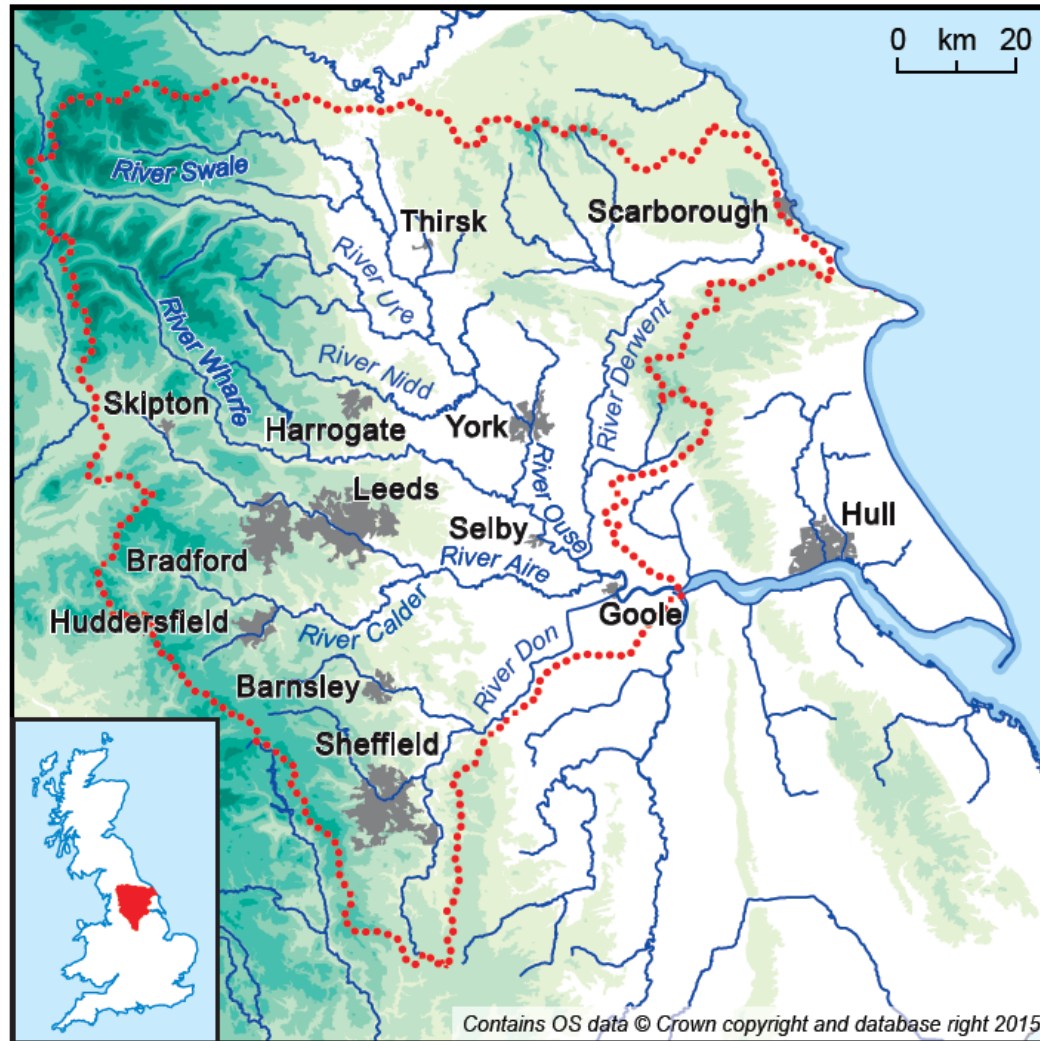 0 km 20
River Swale
Thirsk
Scarborough
River Ure
River Derwent
River Wharfe
River Nidd
Skipton
Harrogate
York
River Ouse
Leeds
Selby
Hull
Bradford
River Aire
Huddersfield
River Calder
Goole
River Don
Barnsley
Sheffield
Contains OS data © Crown copyright and database right 2015